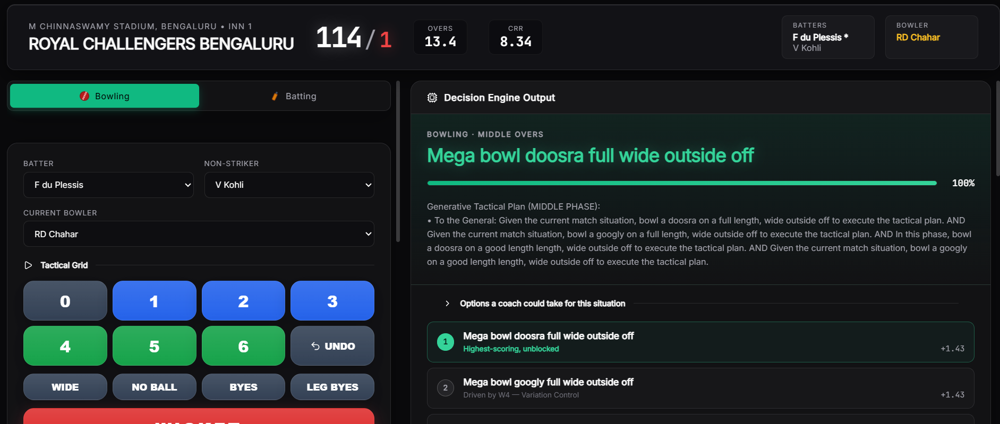 M CHINNASWAMY STADIUM, BENGALURU • INN 1
ROYAL CHALLENGERS BENGALURU
114/1
OVERS
13.4
CRR
8.34
BATTERS
F du Plessis *
V Kohli
BOWLER
RD Chahar
Bowling
Batting
BATTER
F du Plessis
NON-STRIKER
V Kohli
CURRENT BOWLER
RD Chahar
Tactical Grid
0
1
2
3
4
5
6
UNDO
WIDE
NO BALL
BYES
LEG BYES
Decision Engine Output
BOWLING · MIDDLE OVERS
Mega bowl doosra full wide outside off
100%
Generative Tactical Plan (MIDDLE PHASE):
• To the General: Given the current match situation, bowl a doosra on a full length, wide outside off to execute the tactical plan. AND
Given the current match situation, bowl a googly on a full length, wide outside off to execute the tactical plan. AND In this phase, bowl
a doosra on a good length length, wide outside off to execute the tactical plan. AND Given the current match situation, bowl a googly
on a good length length, wide outside off to execute the tactical plan.
Options a coach could take for this situation
1
Mega bowl doosra full wide outside off
Highest-scoring, unblocked
+1.43
2
Mega bowl googly full wide outside off
Driven by W4 — Variation Control
+1.43